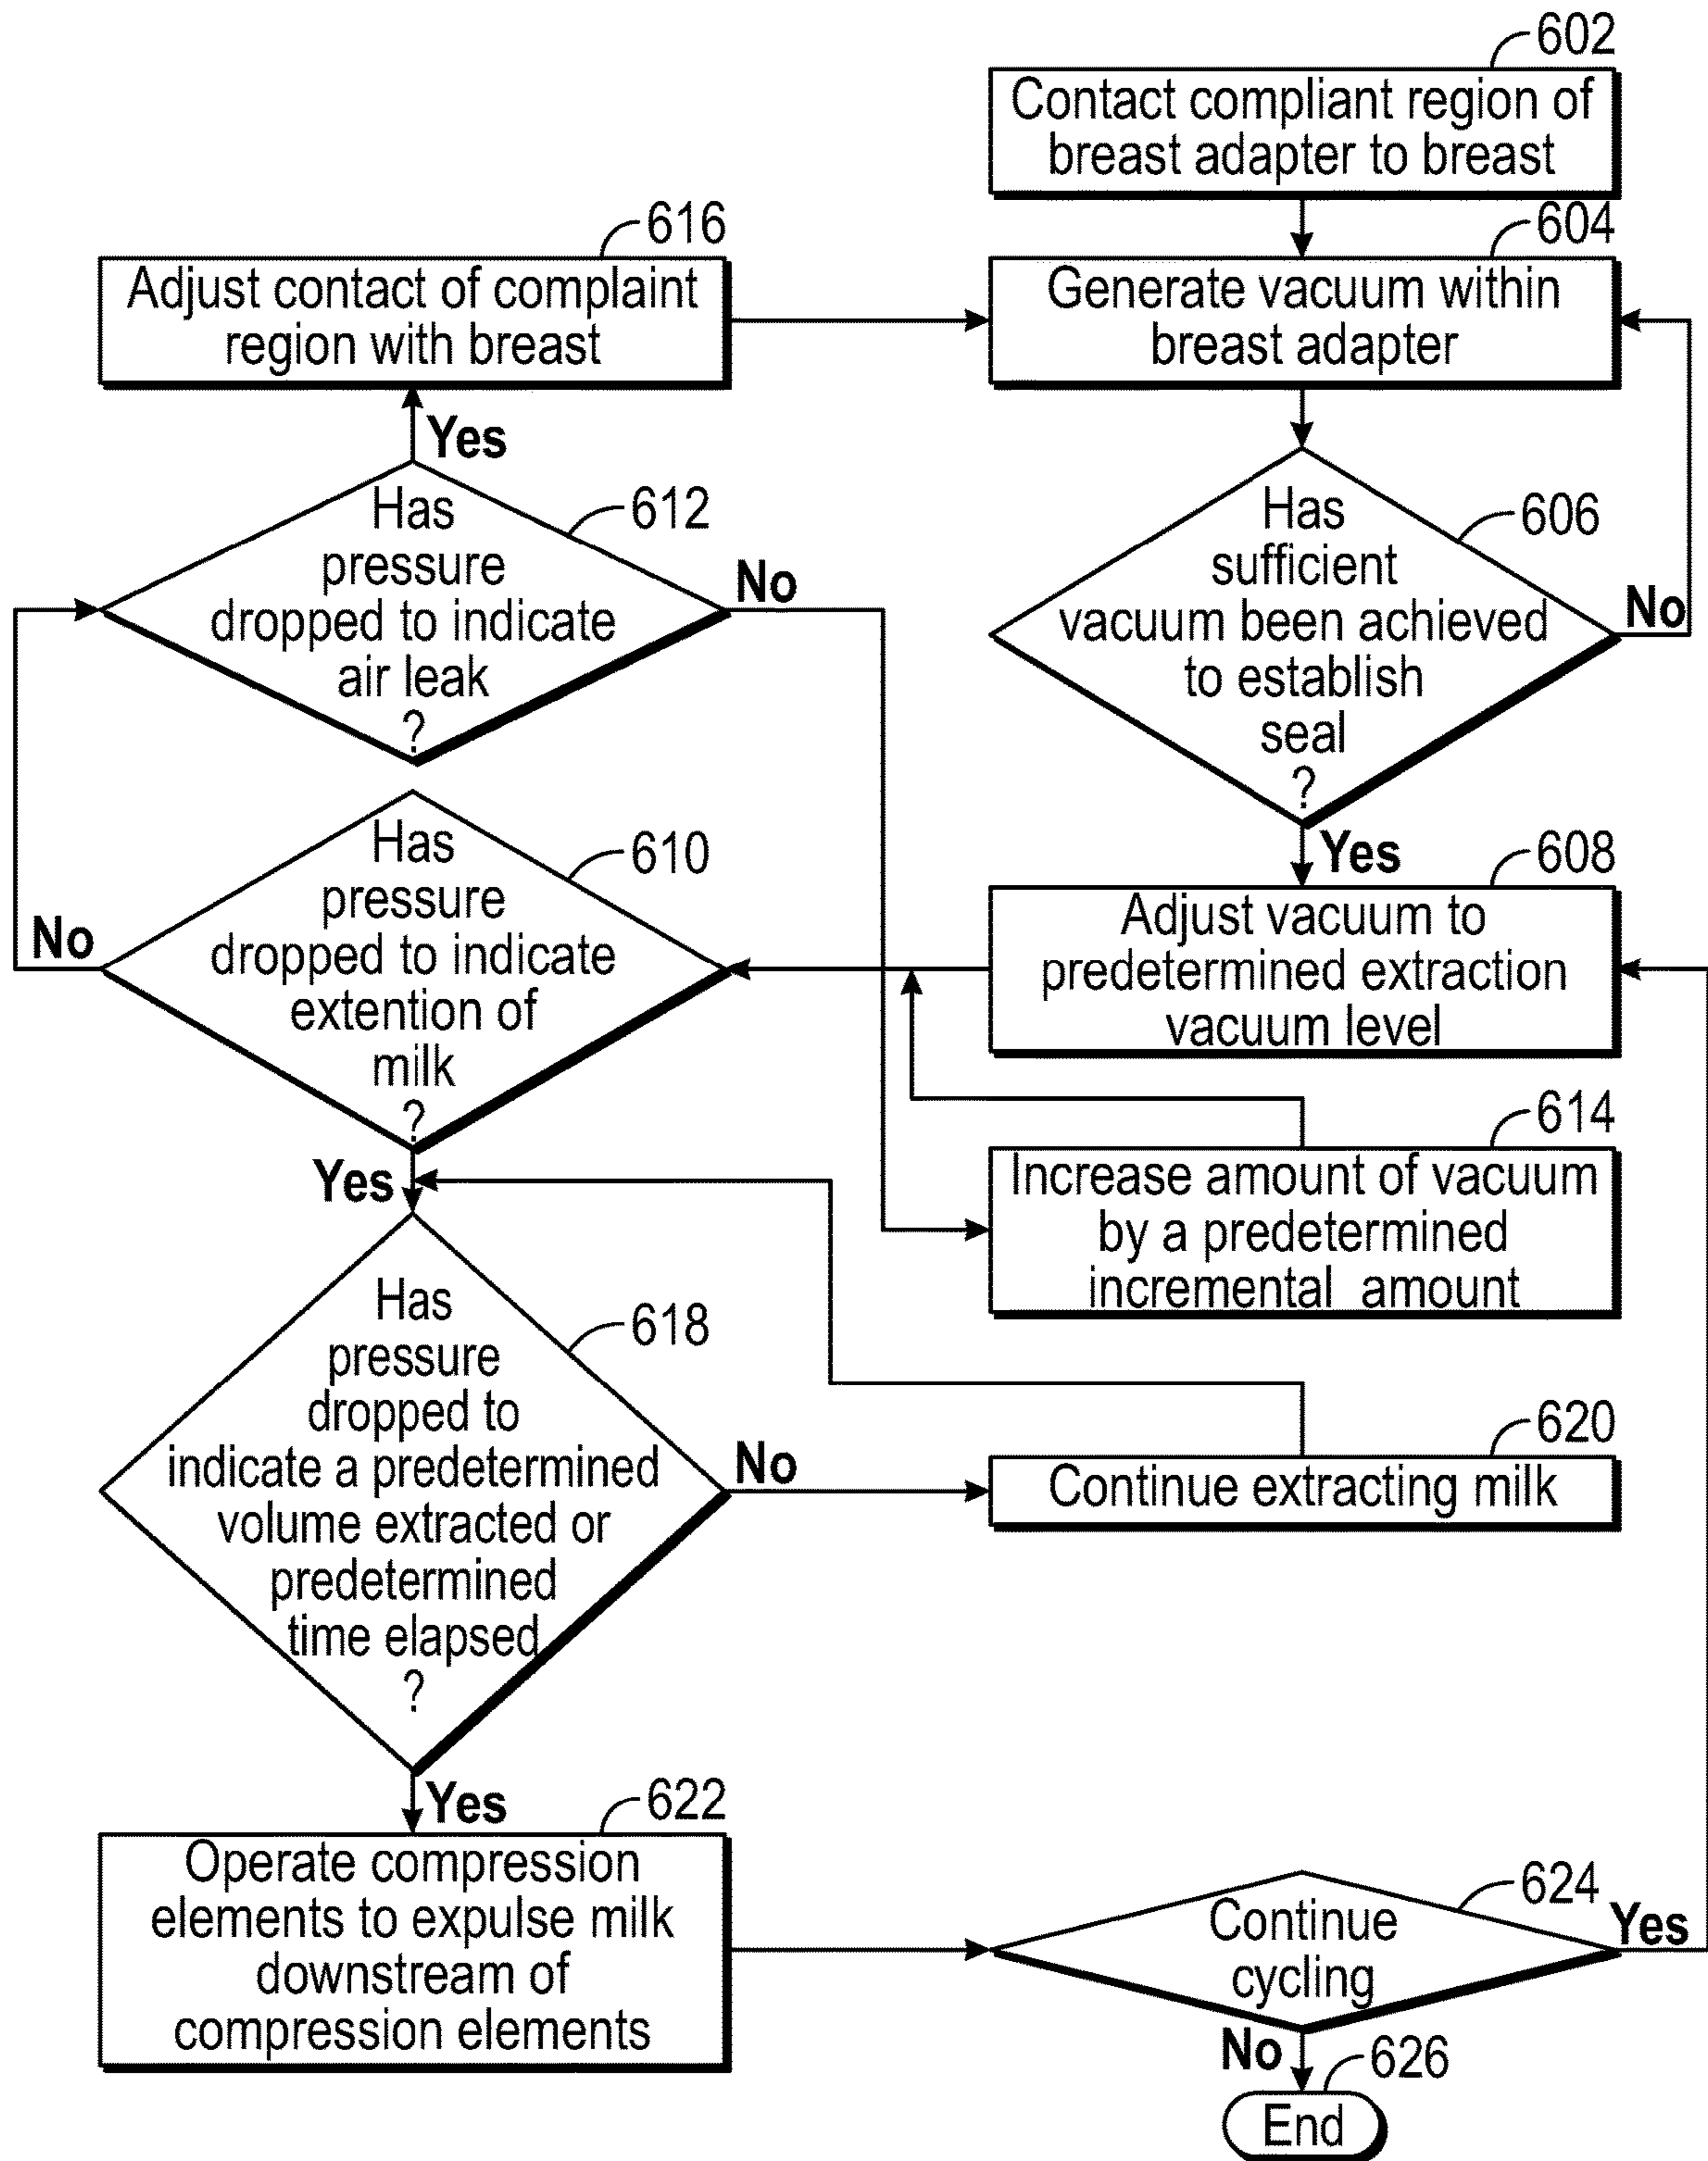 602
Contact compliant region of
breast adapter to breast
616
Adjust contact of complaint
region with breast
604
Generate vacuum within
breast adapter
Yes
Has
pressure
dropped to indicate
air leak
?
612
No
Has
sufficient
vacuum been achieved
to establish
seal
?
606
No
Yes
Has
pressure
dropped to indicate
extention of
milk
?
610
No
Yes
608
Adjust vacuum to
predetermined extraction
vacuum level
614
Increase amount of vacuum
by a predetermined
incremental amount
Has
pressure
dropped to
indicate a predetermined
volume extracted or
predetermined
time elapsed
?
618
No
620
Continue extracting milk
Yes
622
Operate compression
elements to expulse milk
downstream of
compression elements
624
Continue
cycling
Yes
No
626
End